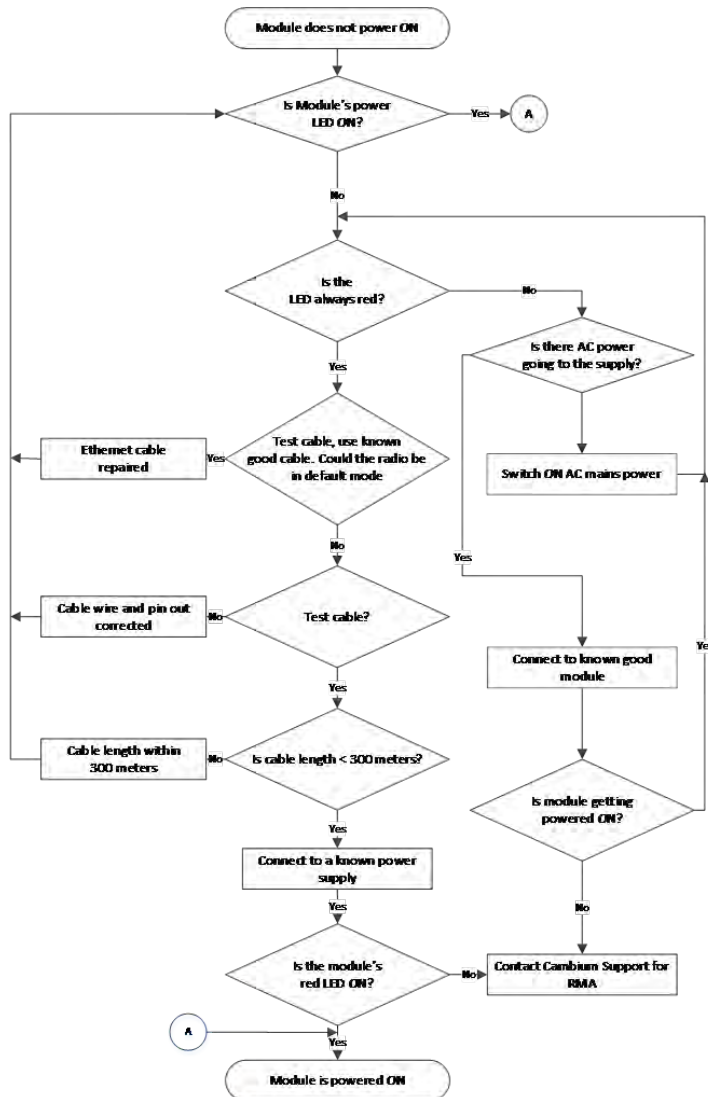 Module does not power ON
Is Module's power
LED ON?
Yes
A
No
Is the
LED always red?
No
Is there AC power
going to the supply?
Yes
Ethernet cable
repaired
Yes
Test cable, use known
good cable. Could the radio be
in default mode
Switch ON AC mains power
No
Yes
Cable wire and pin out
corrected
No
Test cable?
Connect to known good
module
Ye
Yes
Cable length within
300 meters
No
Is cable length < 300 meters?
Is module getting
powered ON?
Yes
Connect to a known power
supply
Yes
No
Is the module's
red LED ON?
No
Contact Cambium Support for
RMA
A
Yes
Module is powered ON